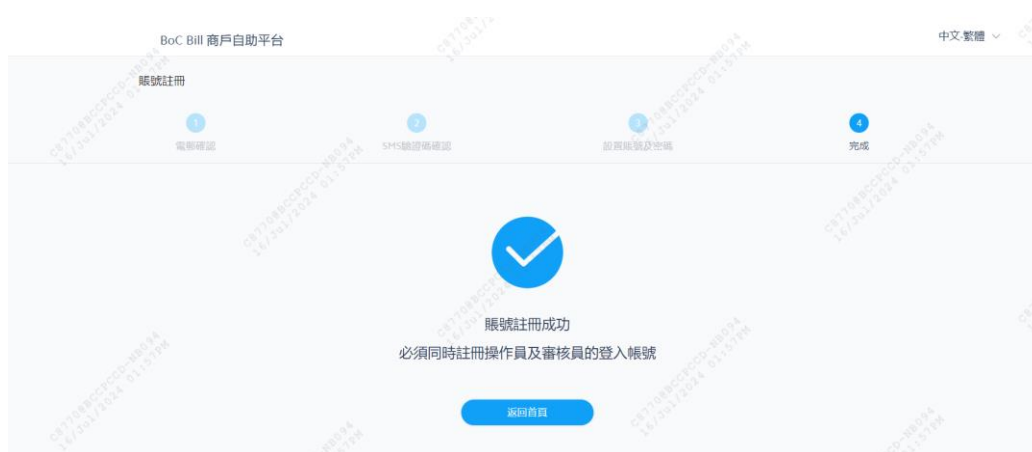 BoC Bill 商戶自助平台
中文-繁體
賬號註冊
1
2
3
4
電郵確認
SMS驗證碼確認
設置賬號及密碼
完成
賬號註冊成功
必須同時註冊操作員及審核員的登入帳號
返回首頁